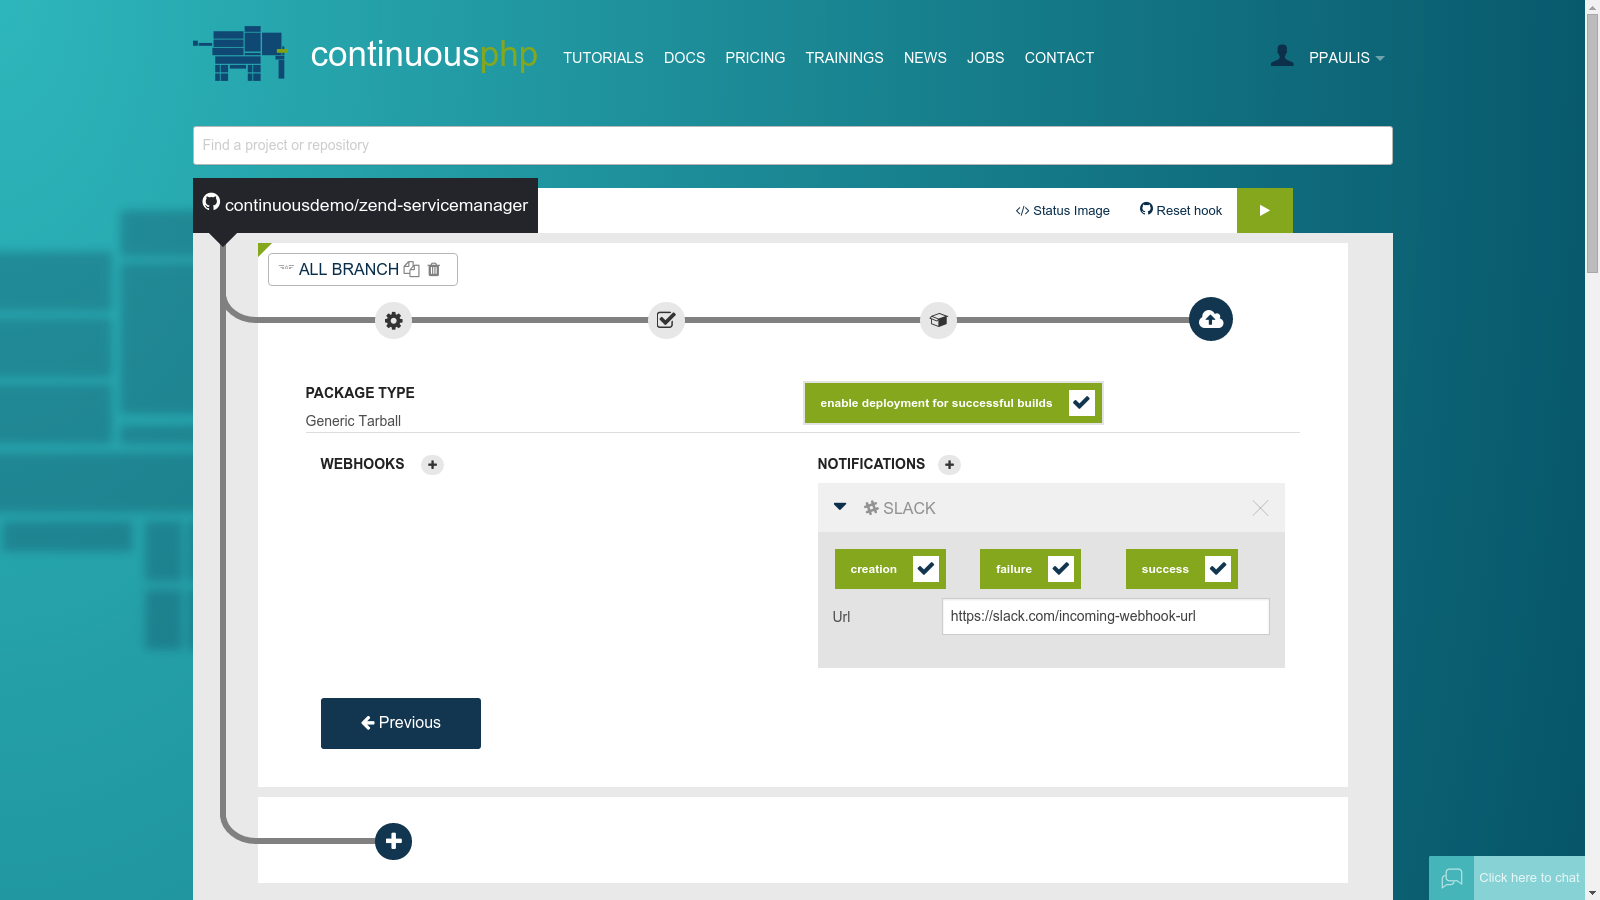 continuousphp
TUTORIALS DOCS PRICING TRAININGS NEWS JOBS CONTACT PPAULIS
Find a project or repository
continuousdemo/zend-servicemanager
</> Status Image Reset hook
ALL BRANCH
PACKAGE TYPE
enable deployment for successful builds
Generic Tarball
WEBHOOKS
NOTIFICATIONS
SLACK
creation failure success
Url https://slack.com/incoming-webhook-url
Previous
Click here to chat